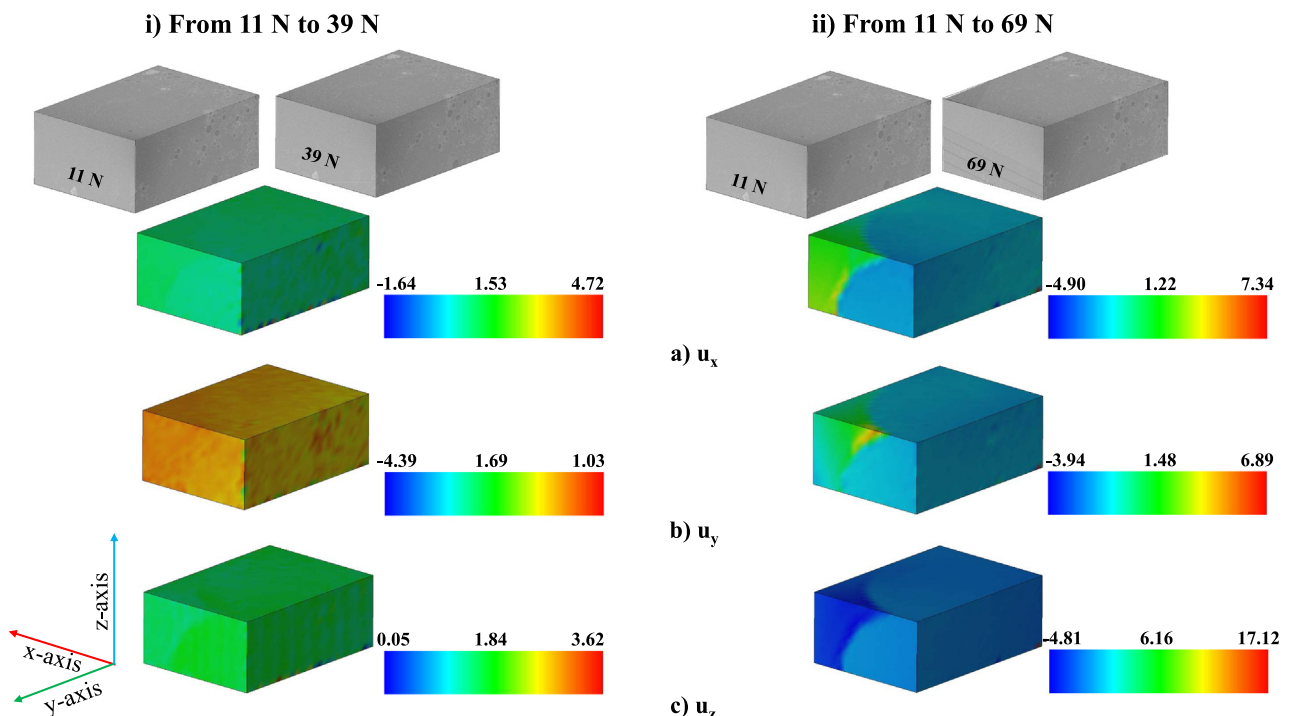 i) From 11 N to 39 N
ii) From 11 N to 69 N
11 N
39 N
11 N
69 N
-1.64 1.53 4.72
-4.90 1.22 7.34
a) uₓ
-4.39 1.69 1.03
-3.94 1.48 6.89
b) u_y
z-axis
x-axis
y-axis
0.05 1.84 3.62
-4.81 6.16 17.12
c) u_z